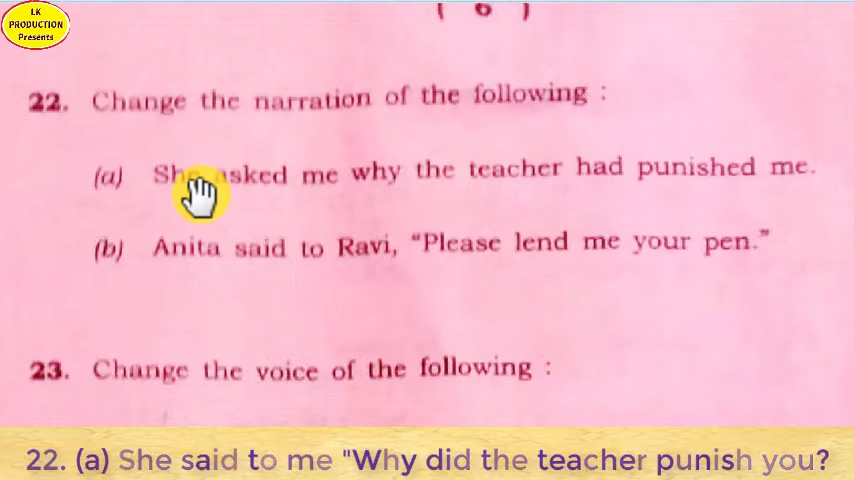 LK
PRODUCTION
Presents
( 6 )
22. Change the narration of the following :
(a) She asked me why the teacher had punished me.
(b) Anita said to Ravi, “Please lend me your pen.”
23. Change the voice of the following :
22. (a) She said to me "Why did the teacher punish you?